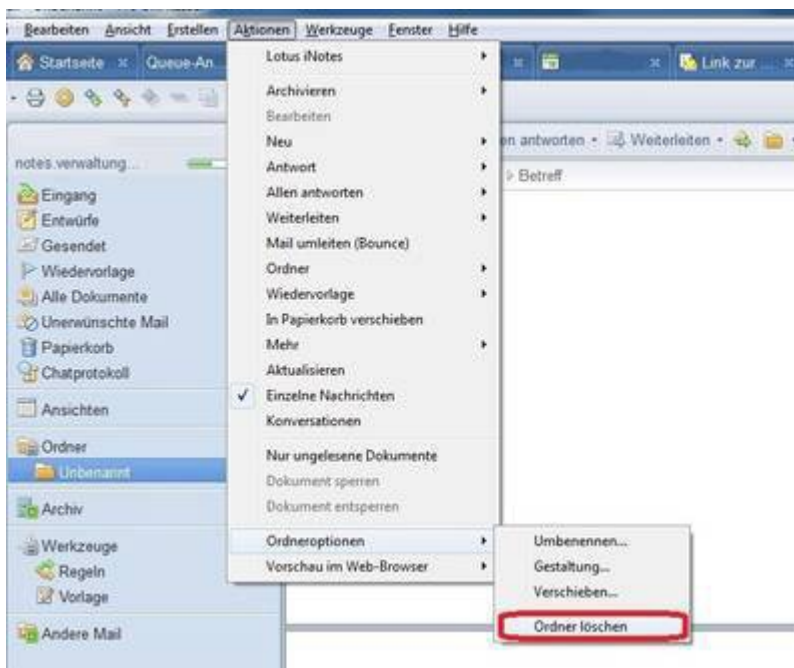 Bearbeiten Ansicht Erstellen Aktionen Werkzeuge Fenster Hilfe
Startseite Queue-An
Link zur ...
en antworten Weiterleiten
notes.verwaltung...
Betreff
Eingang
Entwürfe
Gesendet
Wiedervorlage
Alle Dokumente
Unerwünschte Mail
Papierkorb
Chatprotokoll
Ansichten
Ordner
Unbenannt
Archiv
Werkzeuge
Regeln
Vorlage
Andere Mail
Lotus iNotes
Archivieren
Bearbeiten
Neu
Antwort
Allen antworten
Weiterleiten
Mail umleiten (Bounce)
Ordner
Wiedervorlage
In Papierkorb verschieben
Mehr
Aktualisieren
Einzelne Nachrichten
Konversationen
Nur ungelesene Dokumente
Dokument sperren
Dokument entsperren
Ordneroptionen
Vorschau im Web-Browser
Umbenennen...
Gestaltung...
Verschieben...
Ordner löschen